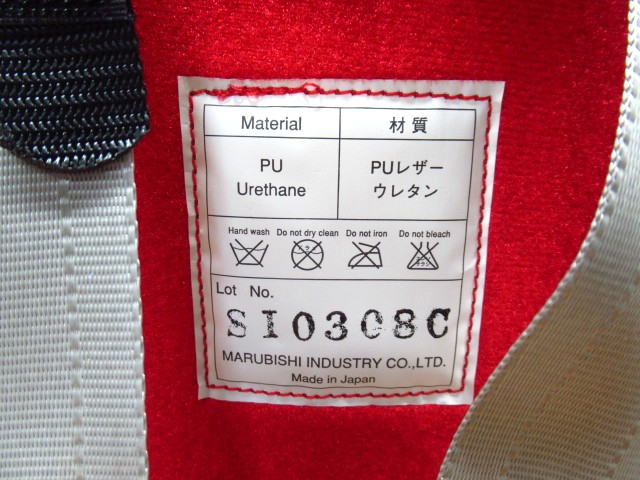 Material 材質
PU Urethane PUレザー ウレタン
Hand wash Do not dry clean Do not iron Do not bleach
Lot No.
SI0308C
MARUBISHI INDUSTRY CO.,LTD.
Made in Japan